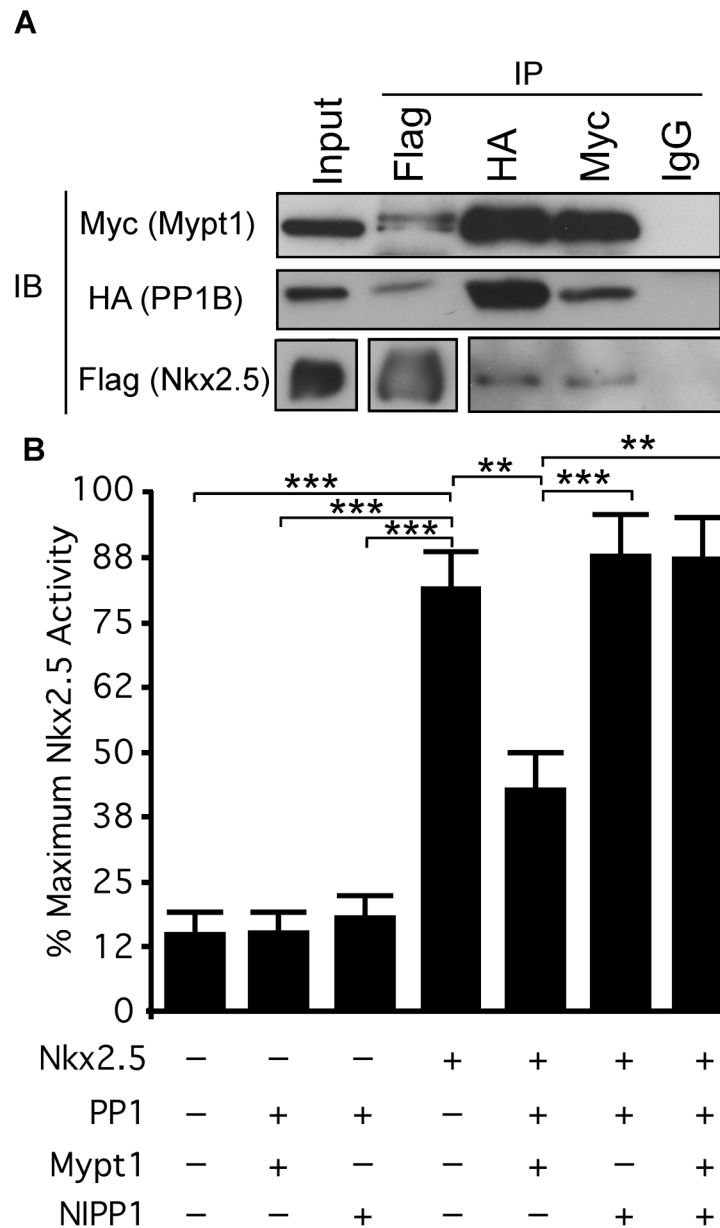 A
IP
Input Flag HA Myc IgG
IB
Myc (Mypt1)
HA (PP1B)
Flag (Nkx2.5)
B
% Maximum Nkx2.5 Activity
100
88
75
62
50
38
25
12
0
***
***
***
**
***
**
Nkx2.5 – – – + + + +
PP1 – + + – + + +
Mypt1 – + – – + – +
NIPP1 – – + – – + +